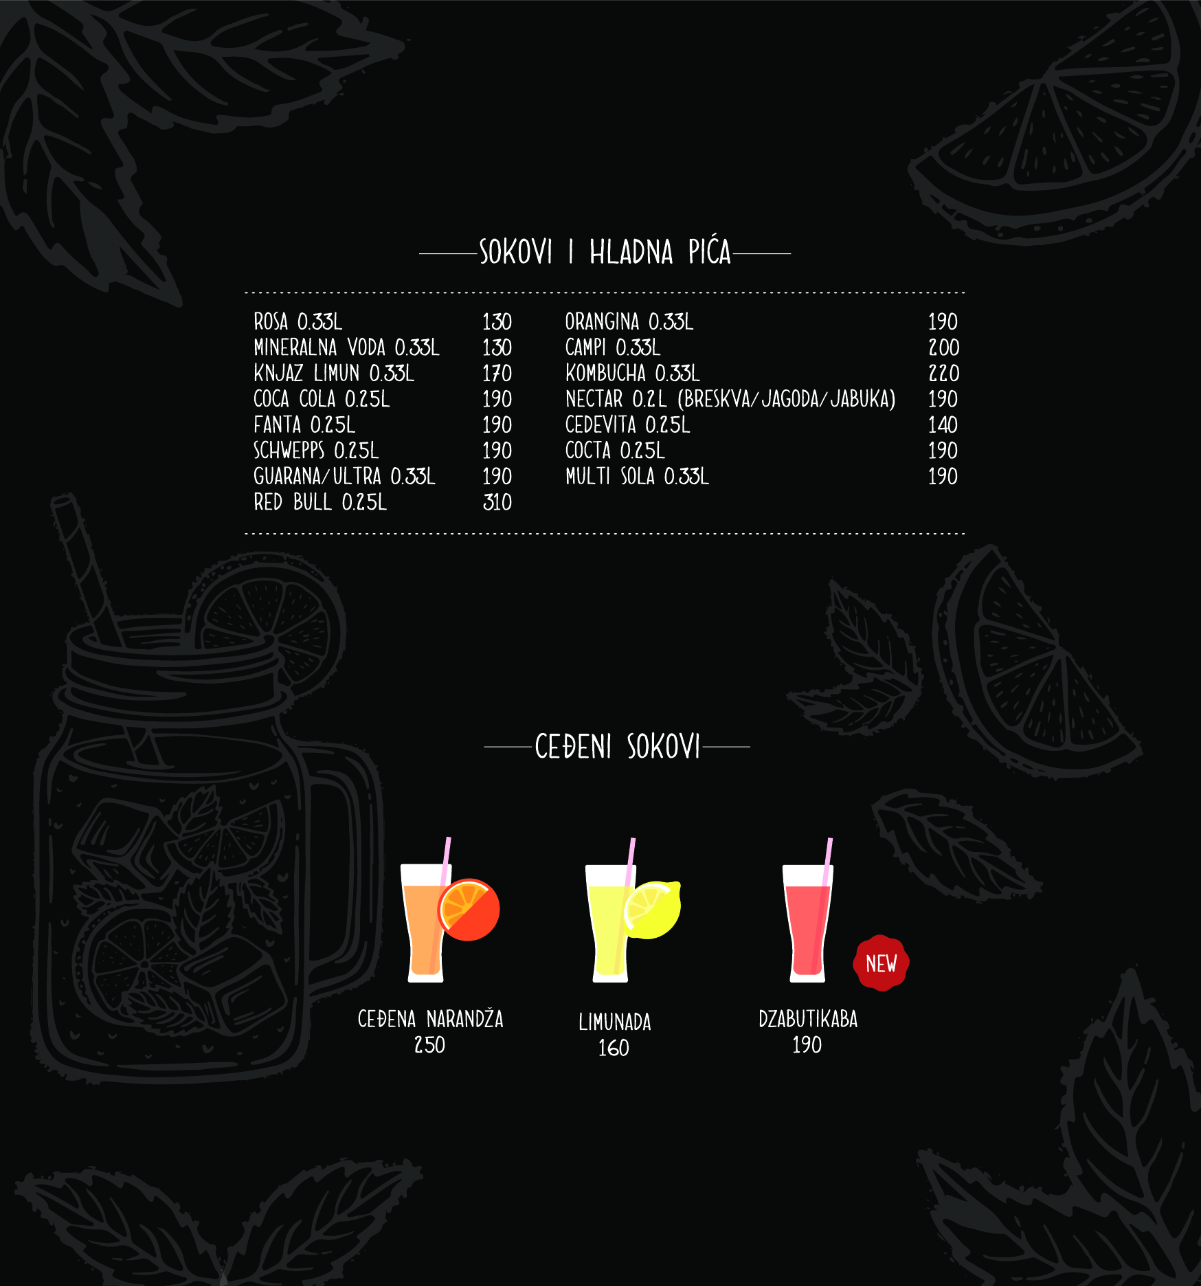 SOKOVI I HLADNA PIĆA
ROSA 0.33L 130
MINERALNA VODA 0.33L 130
KNJAZ LIMUN 0.33L 170
COCA COLA 0.25L 190
FANTA 0.25L 190
SCHWEPPS 0.25L 190
GUARANA/ULTRA 0.33L 190
RED BULL 0.25L 310
ORANGINA 0.33L 190
CAMPI 0.33L 200
KOMBUCHA 0.33L 220
NECTAR 0.2L (BRESKVA/JAGODA/JABUKA) 190
CEDEVITA 0.25L 140
COCTA 0.25L 190
MULTI SOLA 0.33L 190
CEĐENI SOKOVI
CEĐENA NARANDŽA
250
LIMUNADA
160
NEW
DZABUTIKABA
190